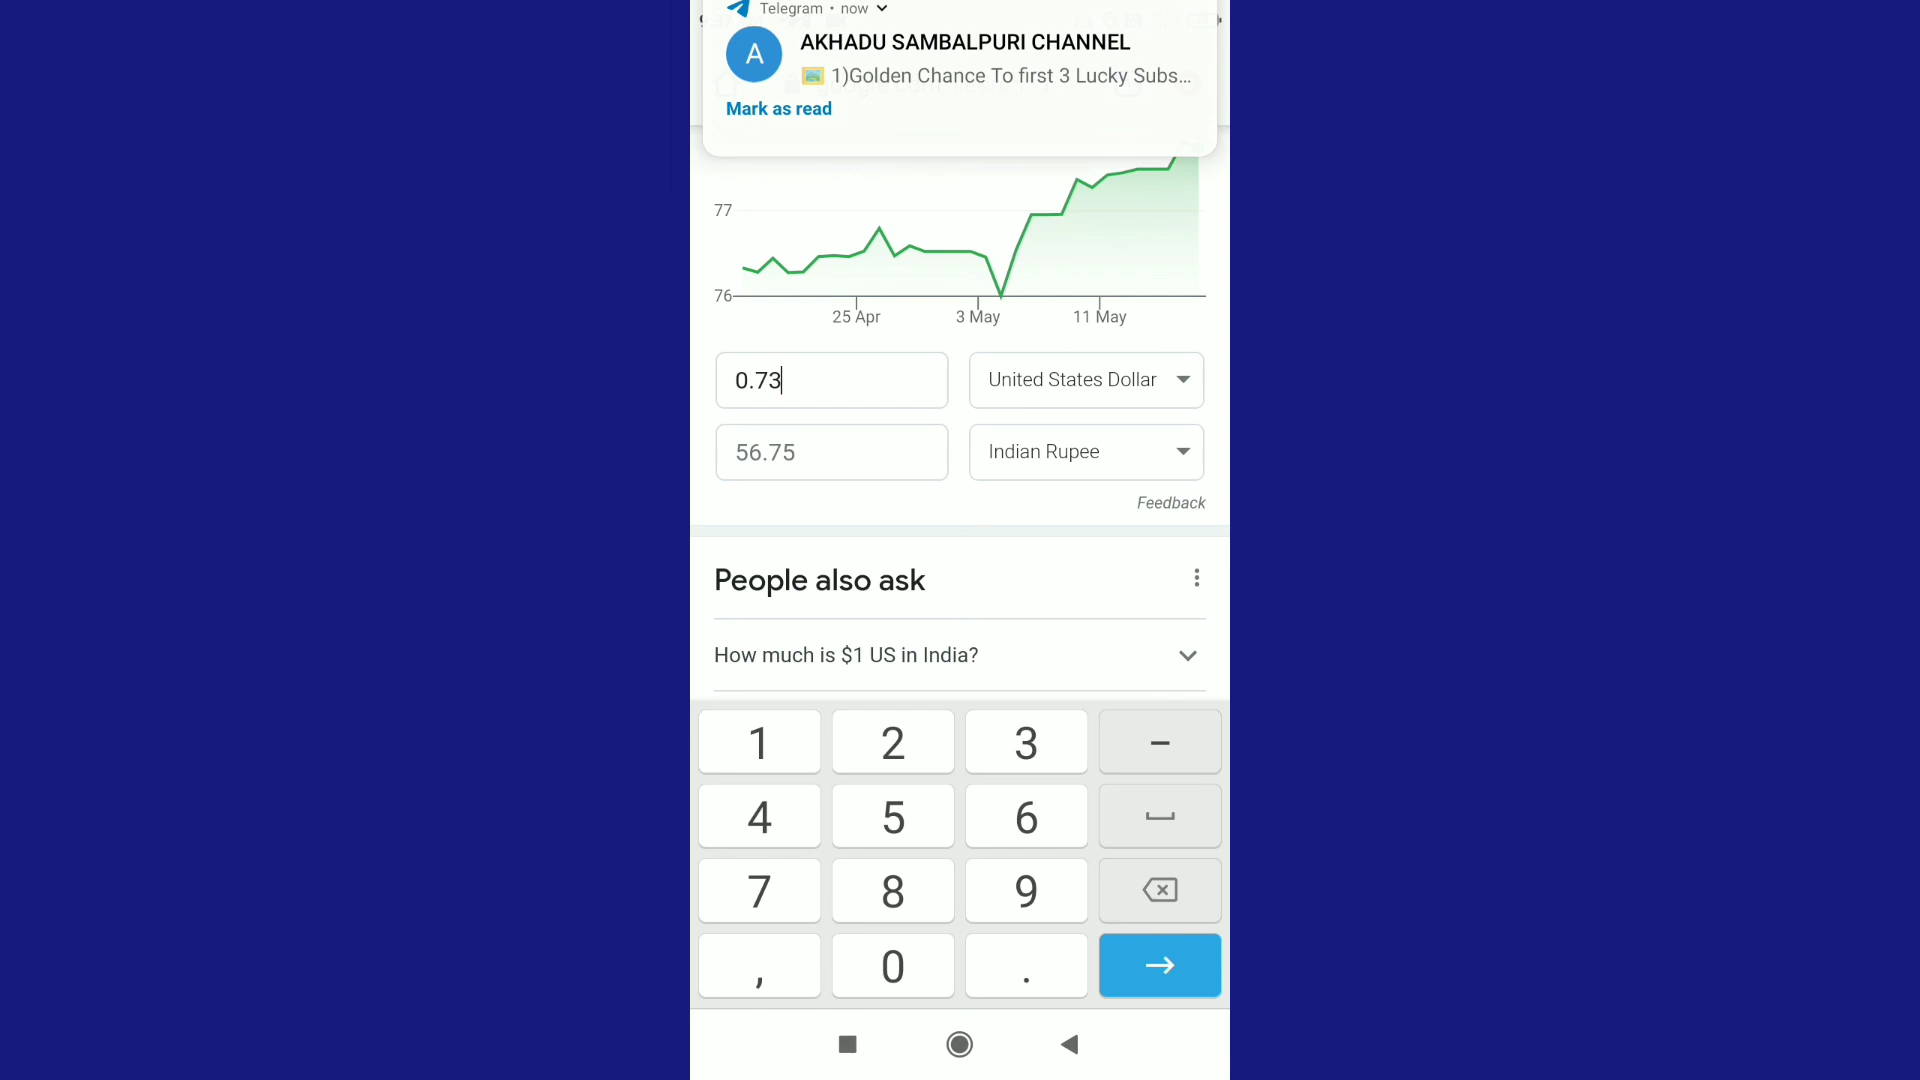 Telegram • now
A
AKHADU SAMBALPURI CHANNEL
1)Golden Chance To first 3 Lucky Subs...
Mark as read
77
76
25 Apr
3 May
11 May
0.73
United States Dollar
56.75
Indian Rupee
Feedback
People also ask
How much is $1 US in India?
1 2 3 –
4 5 6
7 8 9
, 0 .